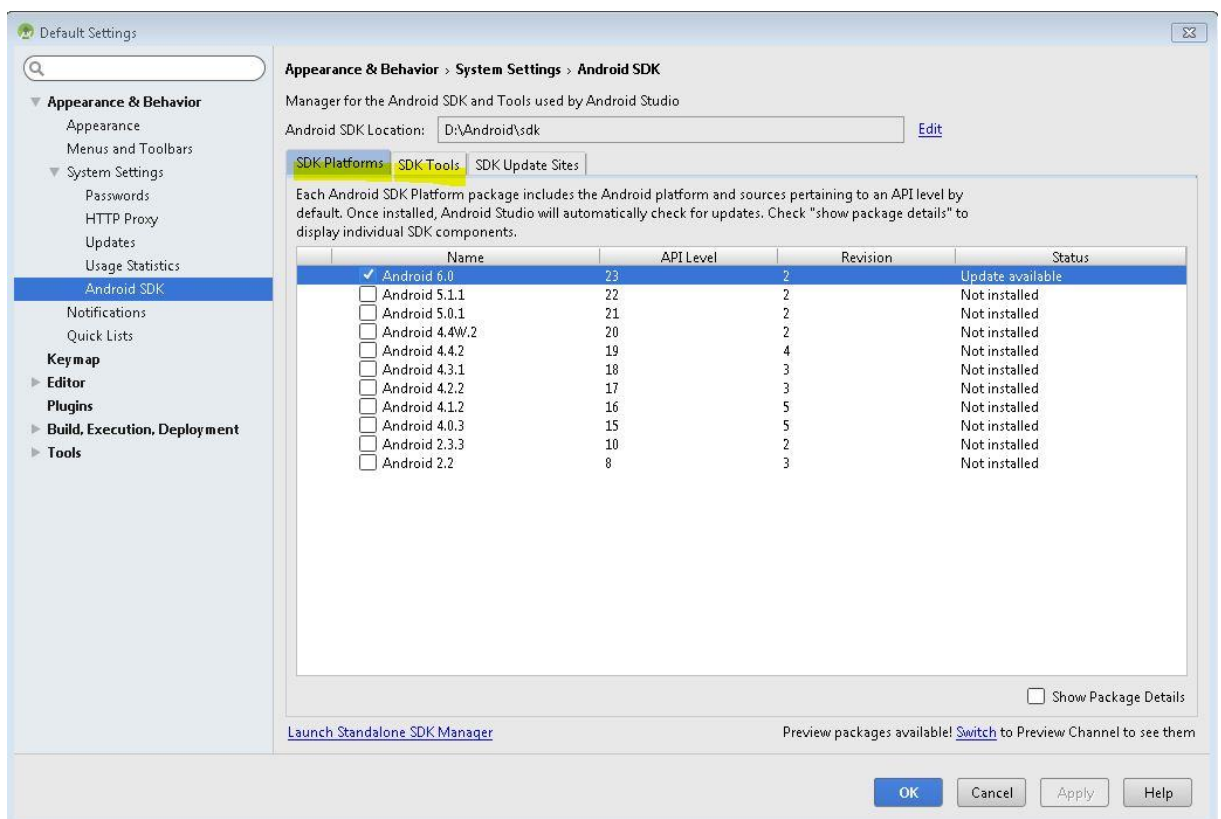 Default Settings
Appearance & Behavior
Appearance
Menus and Toolbars
System Settings
Passwords
HTTP Proxy
Updates
Usage Statistics
Android SDK
Notifications
Quick Lists
Keymap
Editor
Plugins
Build, Execution, Deployment
Tools
Appearance & Behavior › System Settings › Android SDK
Manager for the Android SDK and Tools used by Android Studio
Android SDK Location: D:\Android\sdk Edit
SDK Platforms SDK Tools SDK Update Sites
Each Android SDK Platform package includes the Android platform and sources pertaining to an API level by
default. Once installed, Android Studio will automatically check for updates. Check "show package details" to
display individual SDK components.
Name API Level Revision Status
Android 6.0 23 2 Update available
Android 5.1.1 22 2 Not installed
Android 5.0.1 21 2 Not installed
Android 4.4W.2 20 2 Not installed
Android 4.4.2 19 4 Not installed
Android 4.3.1 18 3 Not installed
Android 4.2.2 17 3 Not installed
Android 4.1.2 16 5 Not installed
Android 4.0.3 15 5 Not installed
Android 2.3.3 10 2 Not installed
Android 2.2 8 3 Not installed
Show Package Details
Launch Standalone SDK Manager Preview packages available! Switch to Preview Channel to see them
OK Cancel Apply Help